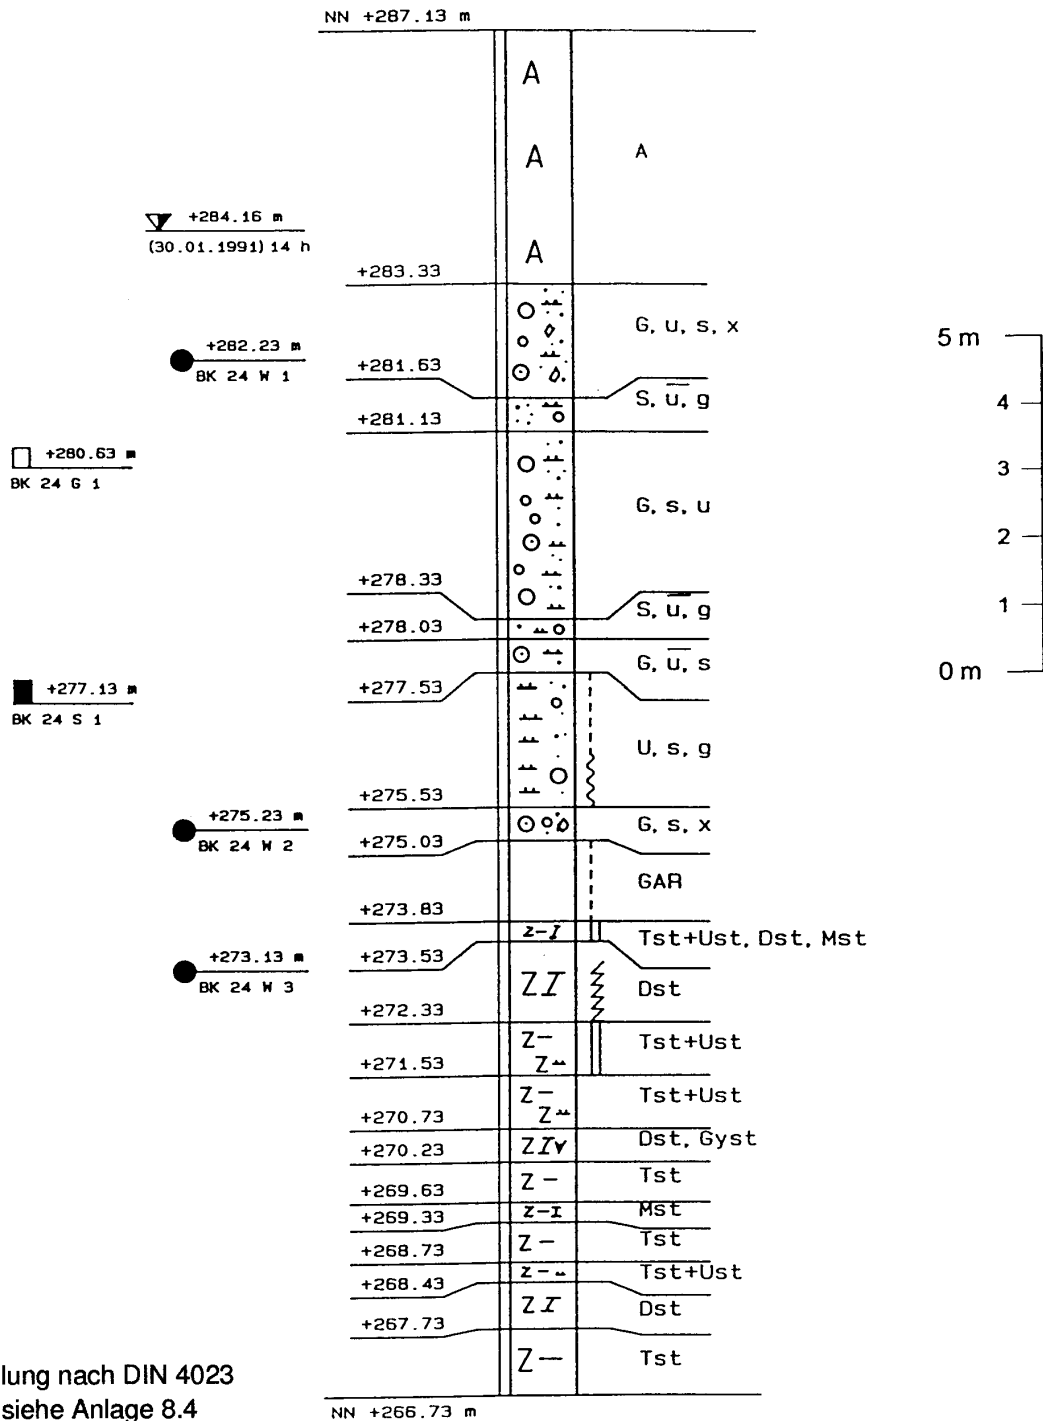 NN +287.13 m
A
A
A
A
+284.16 m
(30.01.1991) 14 h
+283.33
G, u, s, x
5 m
+282.23 m
BK 24 W 1
+281.63
S, u̅, g
4
+281.13
+280.63 m
BK 24 G 1
3
G, s, u
2
+278.33
S, u̅, g
1
+278.03
G, u̅, s
0 m
+277.13 m
BK 24 S 1
+277.53
U, s, g
+275.53
+275.23 m
BK 24 W 2
G, s, x
+275.03
GAR
+273.83
z-I
Tst+Ust, Dst, Mst
+273.13 m
BK 24 W 3
+273.53
ZI
Dst
+272.33
Z-
Tst+Ust
Z
+271.53
Z-
Tst+Ust
Z
+270.73
Dst, Gyst
+270.23
ZI
Z -
Tst
+269.63
z-I
Mst
+269.33
Z -
Tst
+268.73
z-
Tst+Ust
+268.43
ZI
Dst
+267.73
Z-
Tst
lung nach DIN 4023
siehe Anlage 8.4
NN +266.73 m